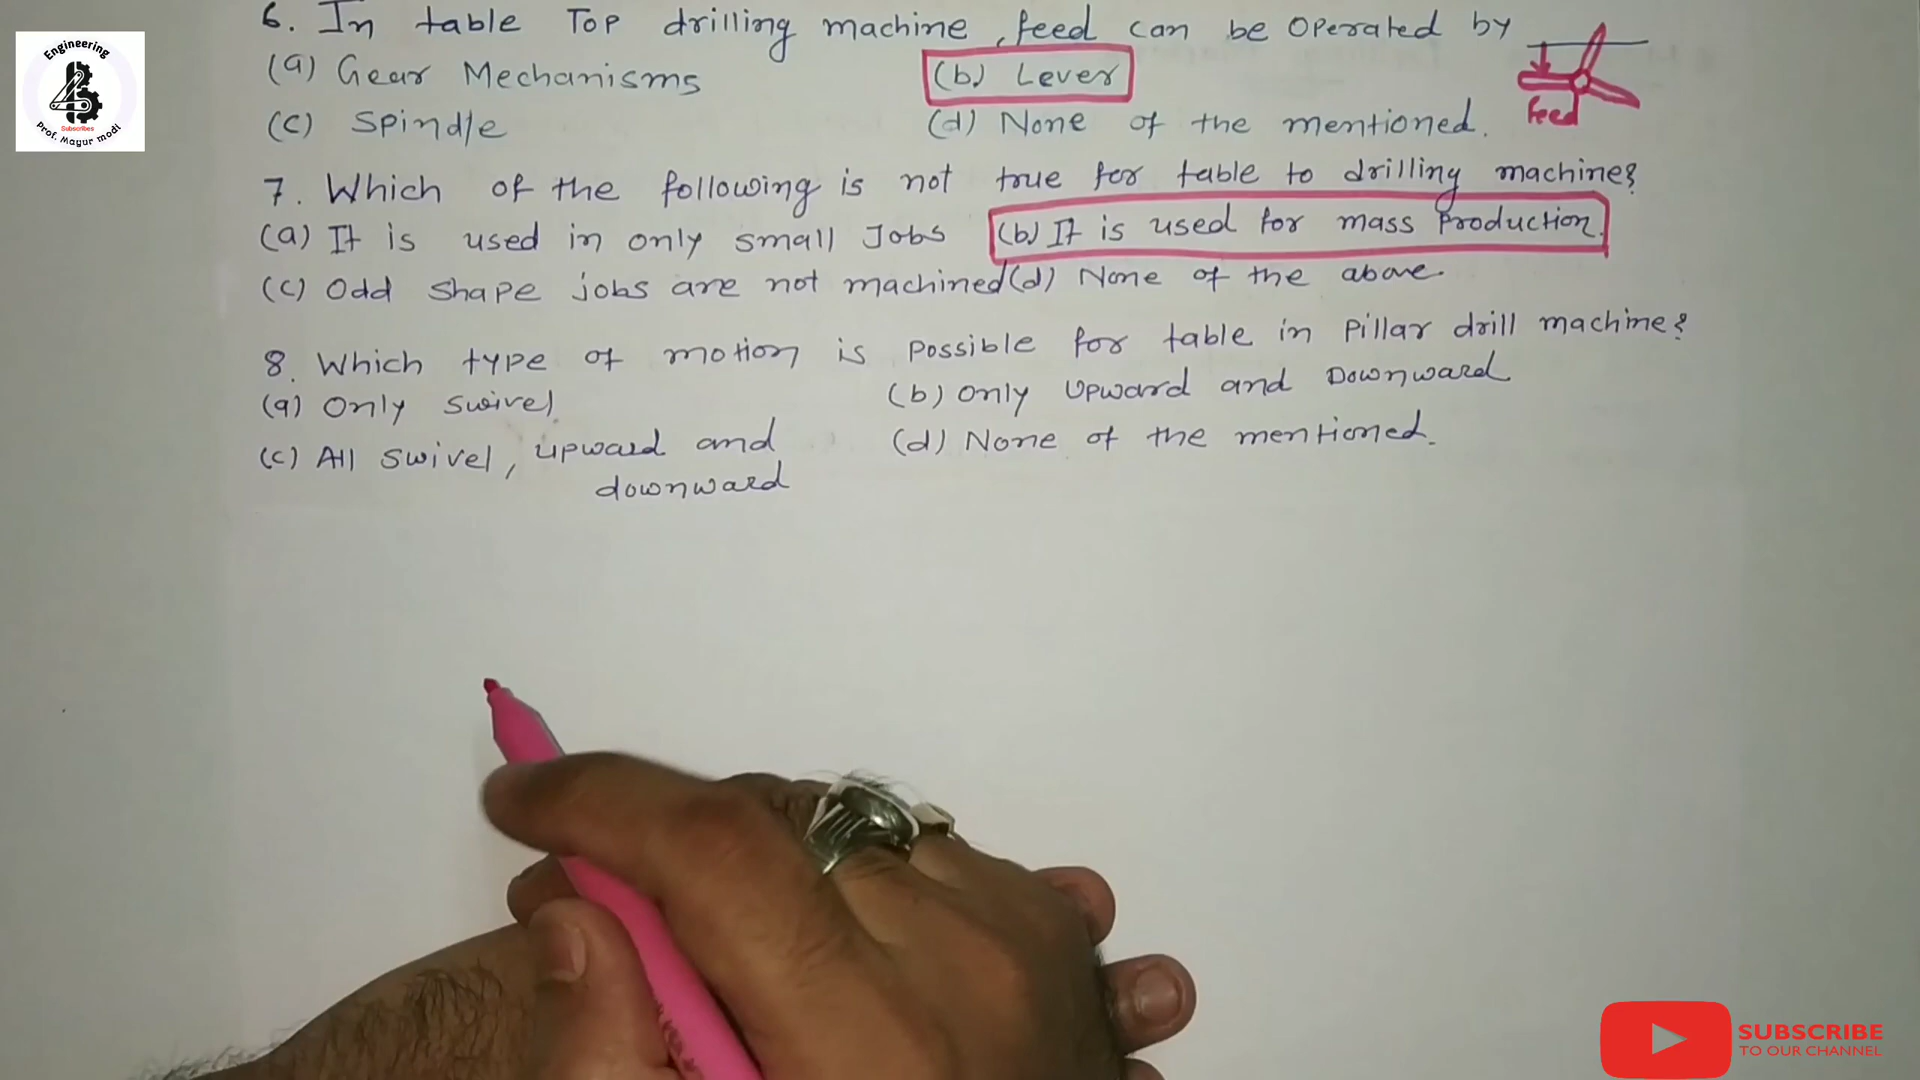 Engineering
Subscribes
Prof. Mayur modi
6. In table Top drilling machine, feed can be operated by
(a) Gear Mechanisms (b) Lever
(c) Spindle (d) None of the mentioned.
Feed
7. Which of the following is not true for table to drilling machine?
(a) It is used in only small Jobs (b) It is used for mass Production.
(c) Odd shape jobs are not machined (d) None of the above.
8. Which type of motion is possible for table in Pillar drill machine?
(a) Only swivel (b) Only Upward and Downward
(c) All swivel, upward and (d) None of the mentioned.
downward
SUBSCRIBE
TO OUR CHANNEL